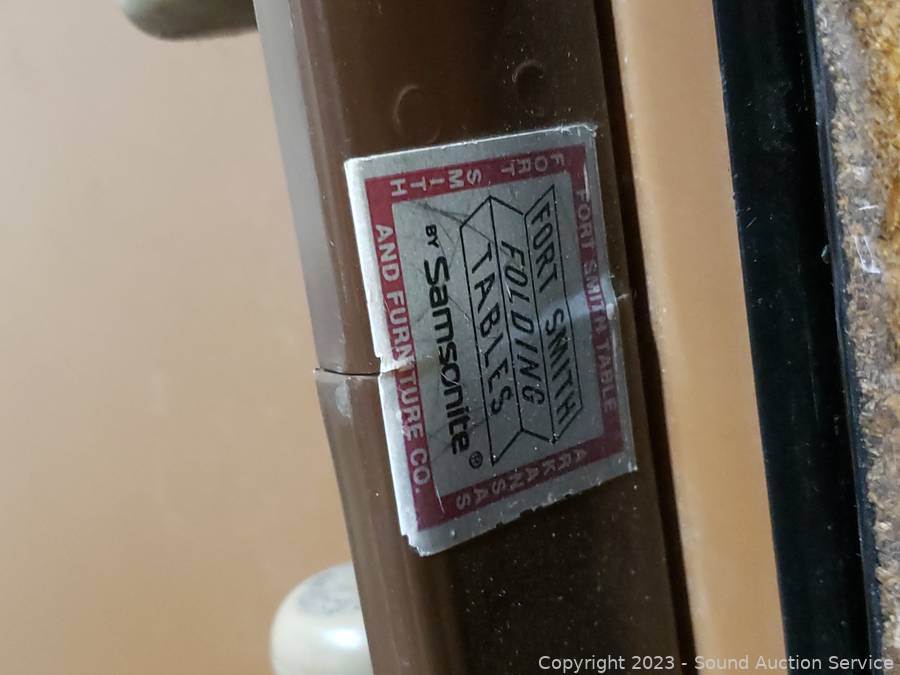 FORT SMITH TABLE
FORT
SMITH
FORT SMITH
FOLDING
TABLES
BY Samsonite®
ARKANSAS
AND FURNITURE CO.
Copyright 2023 - Sound Auction Service